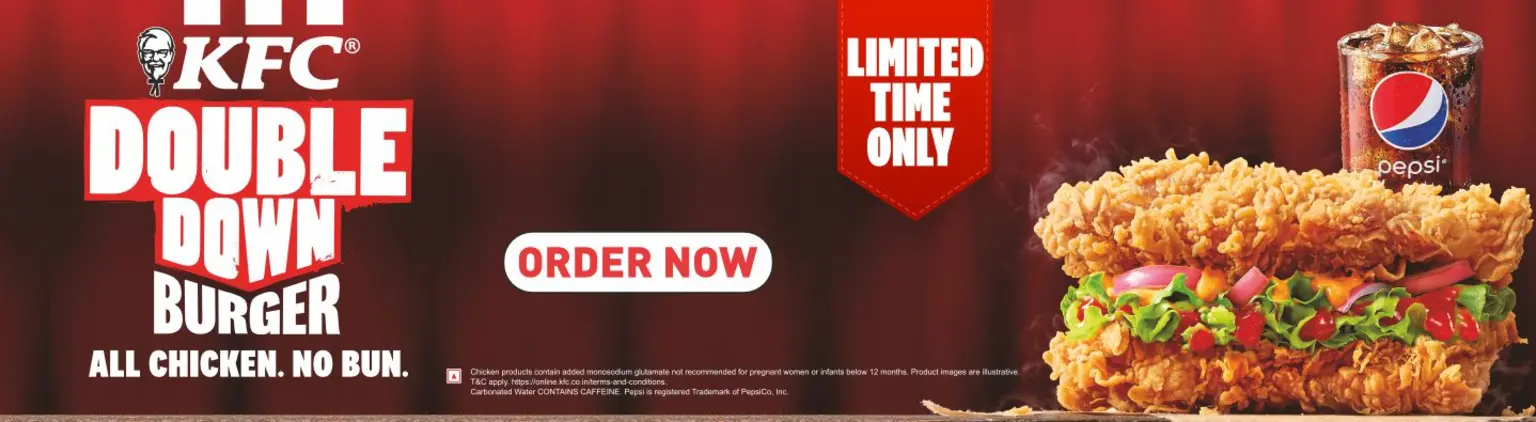 KFC®
DOUBLE
DOWN
BURGER
ALL CHICKEN. NO BUN.
ORDER NOW
LIMITED
TIME
ONLY
pepsi®
Chicken products contain added monosodium glutamate not recommended for pregnant women or infants below 12 months. Product images are illustrative.
T&C apply. https://online.kfc.co.in/terms-and-conditions.
Carbonated Water CONTAINS CAFFEINE. Pepsi is registered Trademark of PepsiCo, Inc.